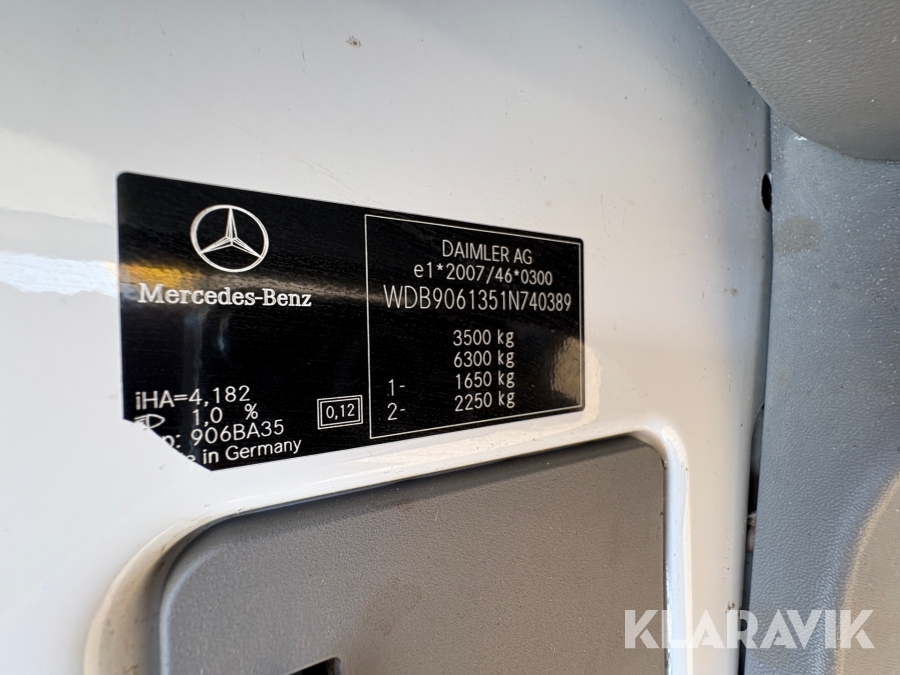 Mercedes-Benz
iHA=4,182
1,0 %
: 906BA35
in Germany
0,12
DAIMLER AG
e1*2007/46*0300
WDB9061351N740389
3500 kg
6300 kg
1- 1650 kg
2- 2250 kg
KLARAVIK